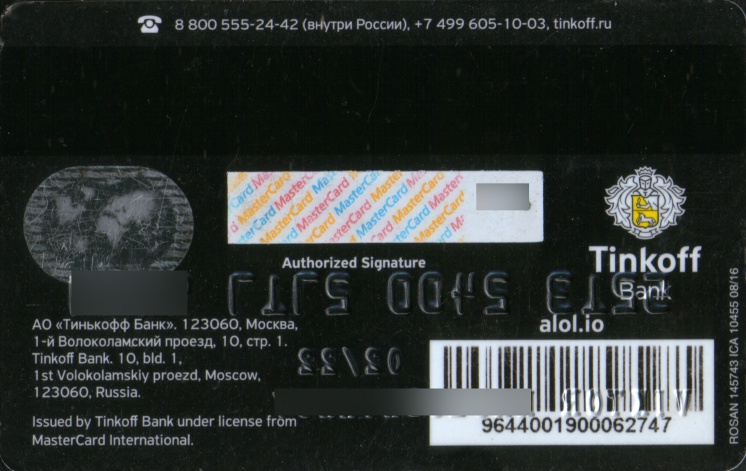 8 800 555-24-42 (внутри России), +7 499 605-10-03, tinkoff.ru
Authorized Signature
Tinkoff
Bank
alol.io
АО «Тинькофф Банк». 123060, Москва,
1-й Волоколамский проезд, 10, стр. 1.
Tinkoff Bank. 10, bld. 1,
1st Volokolamskiy proezd, Moscow,
123060, Russia.
Issued by Tinkoff Bank under license from
MasterCard International.
9644001900062747
ROSAN 145743 ICA 10455 08/16
MasterCard MasterCard MasterCard